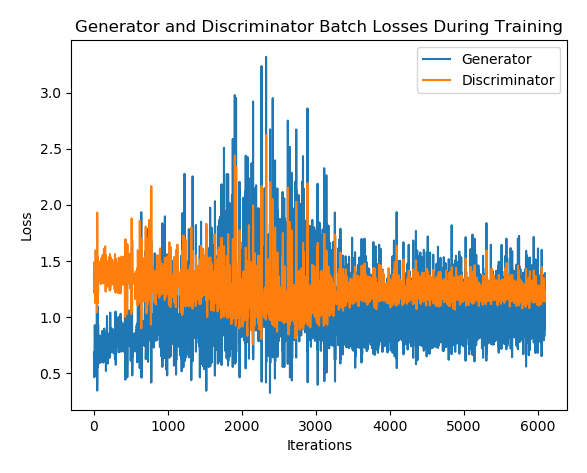 Generator and Discriminator Batch Losses During Training
Generator
Discriminator
3.0
2.5
2.0
1.5
1.0
0.5
Loss
0 1000 2000 3000 4000 5000 6000
Iterations